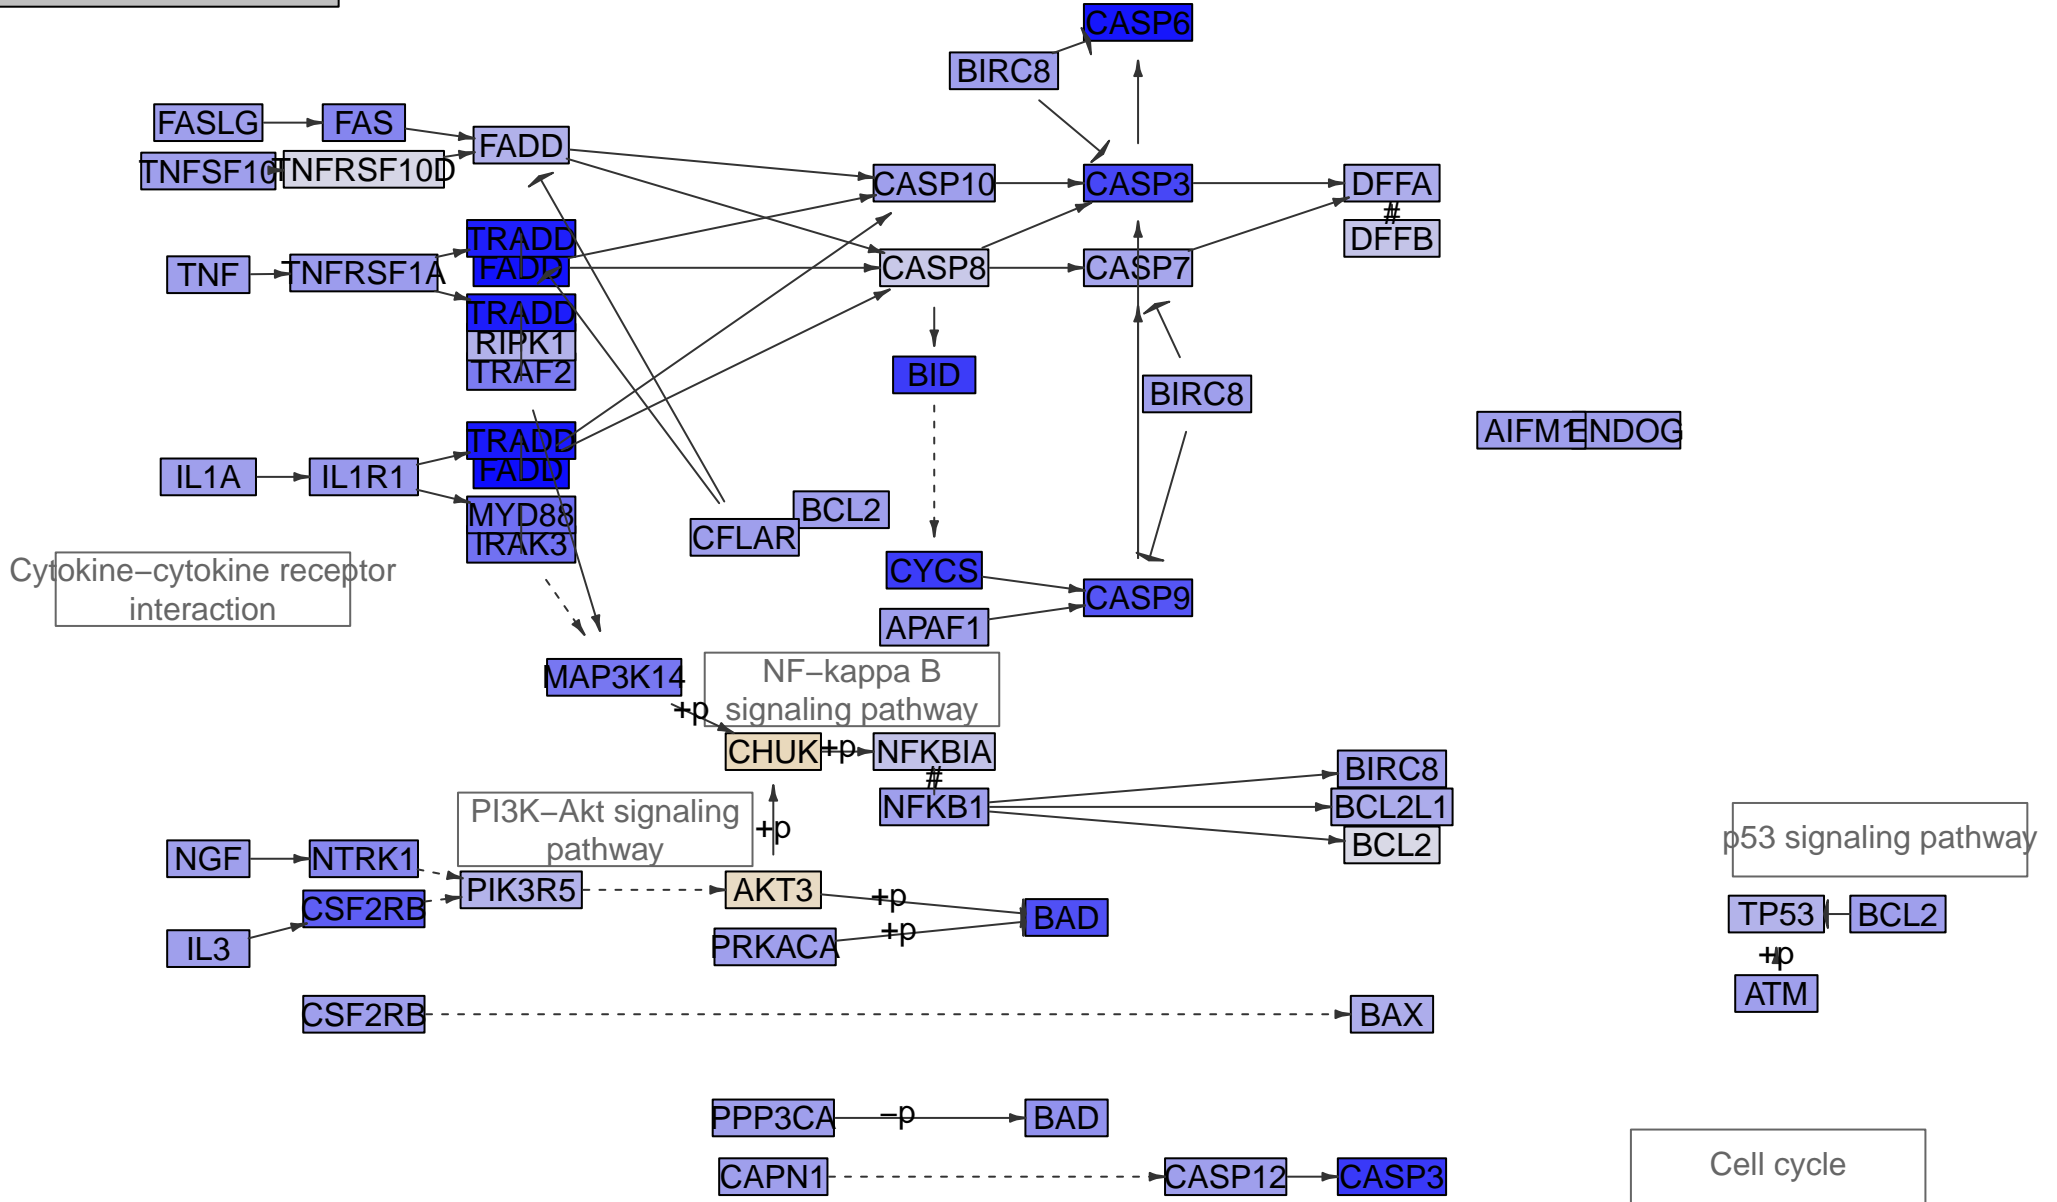 CASP6
BIRC8
FASLG
FAS
FADD
TNFSF10
TNFRSF10D
CASP10
CASP3
DFFA
#
DFFB
TRADD
FADD
TNF
TNFRSF1A
CASP8
CASP7
TRADD
RIPK1
TRAF2
BID
BIRC8
AIFM1
ENDOG
TRADD
FADD
IL1A
IL1R1
MYD88
IRAK3
BCL2
CFLAR
CYCS
CASP9
APAF1
Cytokine–cytokine receptor
interaction
MAP3K14
NF–kappa B
signaling pathway
+p
CHUK
+p
NFKBIA
#
NFKB1
BIRC8
BCL2L1
BCL2
PI3K–Akt signaling
pathway
+p
p53 signaling pathway
NGF
NTRK1
PIK3R5
AKT3
+p
CSF2RB
BAD
TP53
BCL2
IL3
PRKACA
+p
+p
ATM
CSF2RB
BAX
PPP3CA
–p
BAD
CAPN1
CASP12
CASP3
Cell cycle